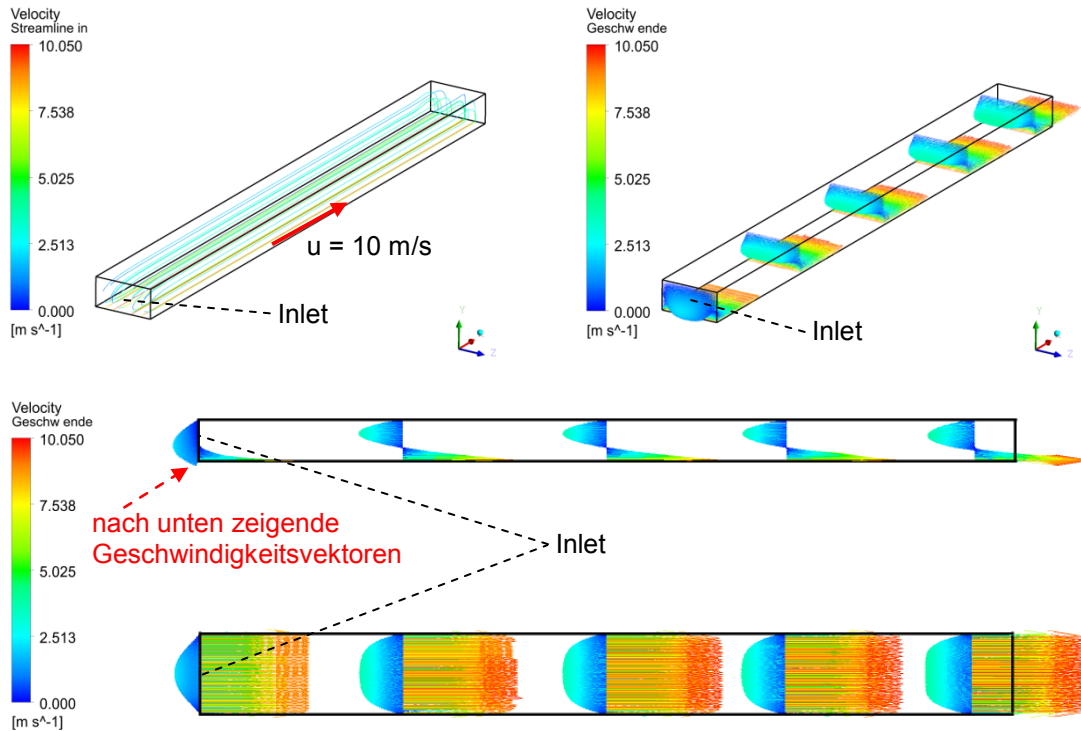 Velocity
Streamline in
10.050
7.538
5.025
2.513
0.000
[m s^-1]
u = 10 m/s
Inlet
Y
Z
Velocity
Geschw ende
10.050
7.538
5.025
2.513
0.000
[m s^-1]
Inlet
Y
Z
Velocity
Geschw ende
10.050
7.538
5.025
2.513
0.000
[m s^-1]
nach unten zeigende
Geschwindigkeitsvektoren
Inlet